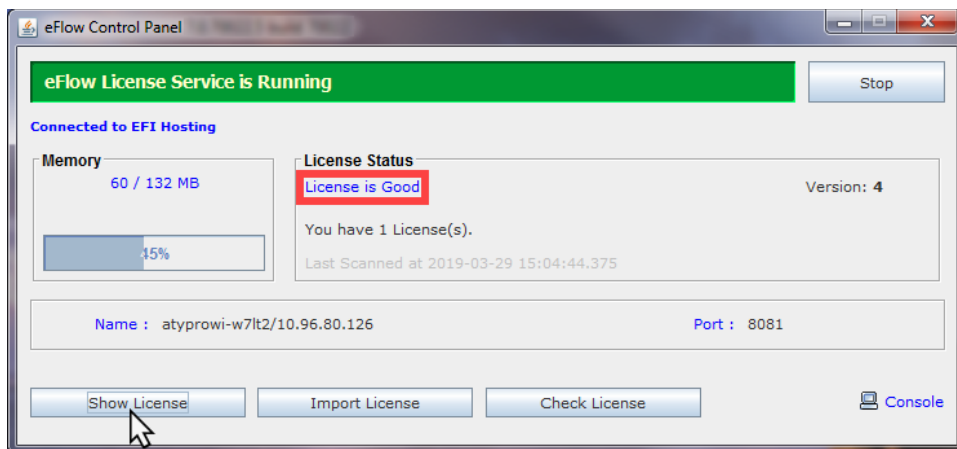 eFlow Control Panel
eFlow License Service is Running
Stop
Connected to EFI Hosting
Memory
60 / 132 MB
45%
License Status
License is Good
Version: 4
You have 1 License(s).
Last Scanned at 2019-03-29 15:04:44.375
Name : atyprowi-w7lt2/10.96.80.126
Port : 8081
Show License
Import License
Check License
Console